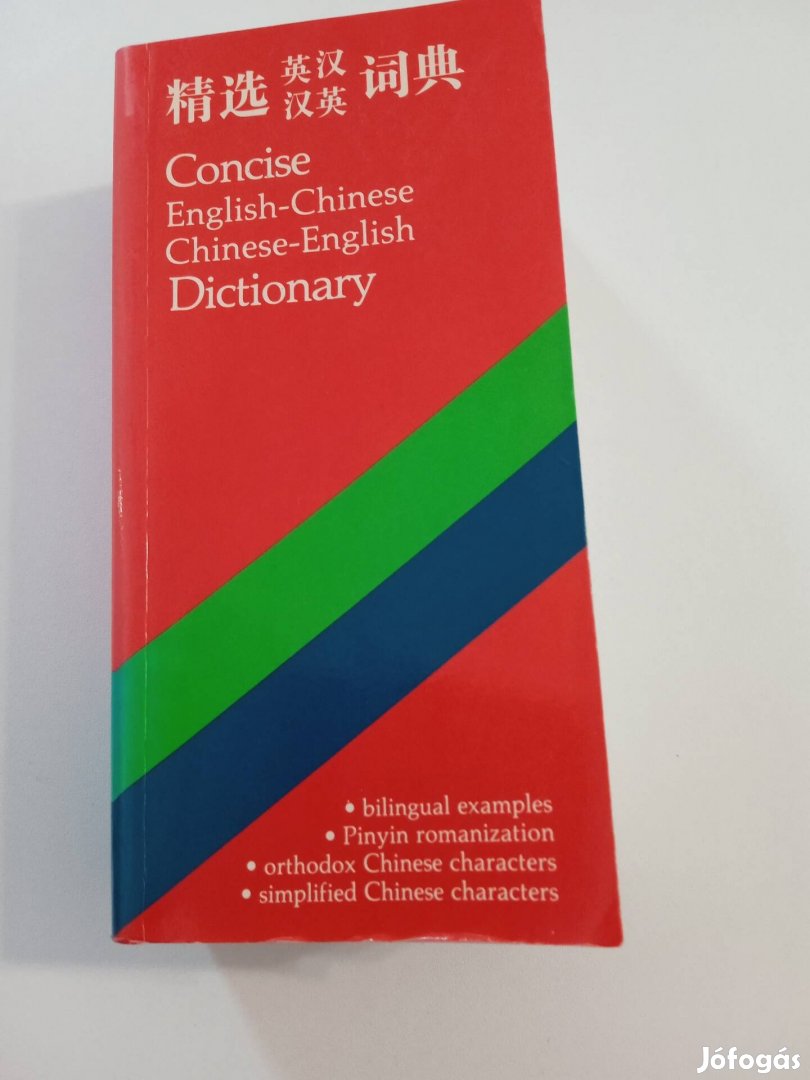 精选 英汉 汉英 词典
Concise
English-Chinese
Chinese-English
Dictionary
• bilingual examples
• Pinyin romanization
• orthodox Chinese characters
• simplified Chinese characters
Jófogás